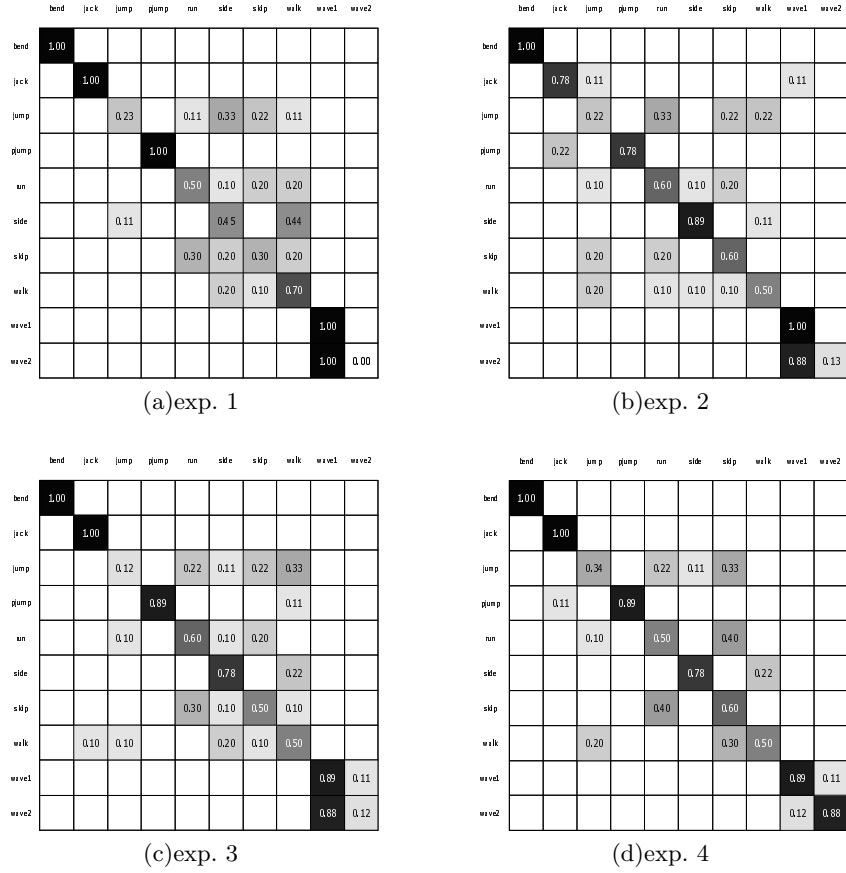 bend jack jump pjump run side skip walk wave1 wave2
bend 1.00
jack 1.00
jump 0.23 0.11 0.33 0.22 0.11
pjump 1.00
run 0.50 0.10 0.20 0.20
side 0.11 0.45 0.44
skip 0.30 0.20 0.30 0.20
walk 0.20 0.10 0.70
wave1 1.00
wave2 1.00 0.00
(a)exp. 1
bend jack jump pjump run side skip walk wave1 wave2
bend 1.00
jack 0.78 0.11 0.11
jump 0.22 0.33 0.22 0.22
pjump 0.22 0.78
run 0.10 0.60 0.10 0.20
side 0.89 0.11
skip 0.20 0.20 0.60
walk 0.20 0.10 0.10 0.10 0.50
wave1 1.00
wave2 0.88 0.13
(b)exp. 2
bend jack jump pjump run side skip walk wave1 wave2
bend 1.00
jack 1.00
jump 0.12 0.22 0.11 0.22 0.33
pjump 0.89 0.11
run 0.10 0.60 0.10 0.20
side 0.78 0.22
skip 0.30 0.10 0.50 0.10
walk 0.10 0.10 0.20 0.10 0.50
wave1 0.89 0.11
wave2 0.88 0.12
(c)exp. 3
bend jack jump pjump run side skip walk wave1 wave2
bend 1.00
jack 1.00
jump 0.34 0.22 0.11 0.33
pjump 0.11 0.89
run 0.10 0.50 0.40
side 0.78 0.22
skip 0.40 0.60
walk 0.20 0.30 0.50
wave1 0.89 0.11
wave2 0.12 0.88
(d)exp. 4